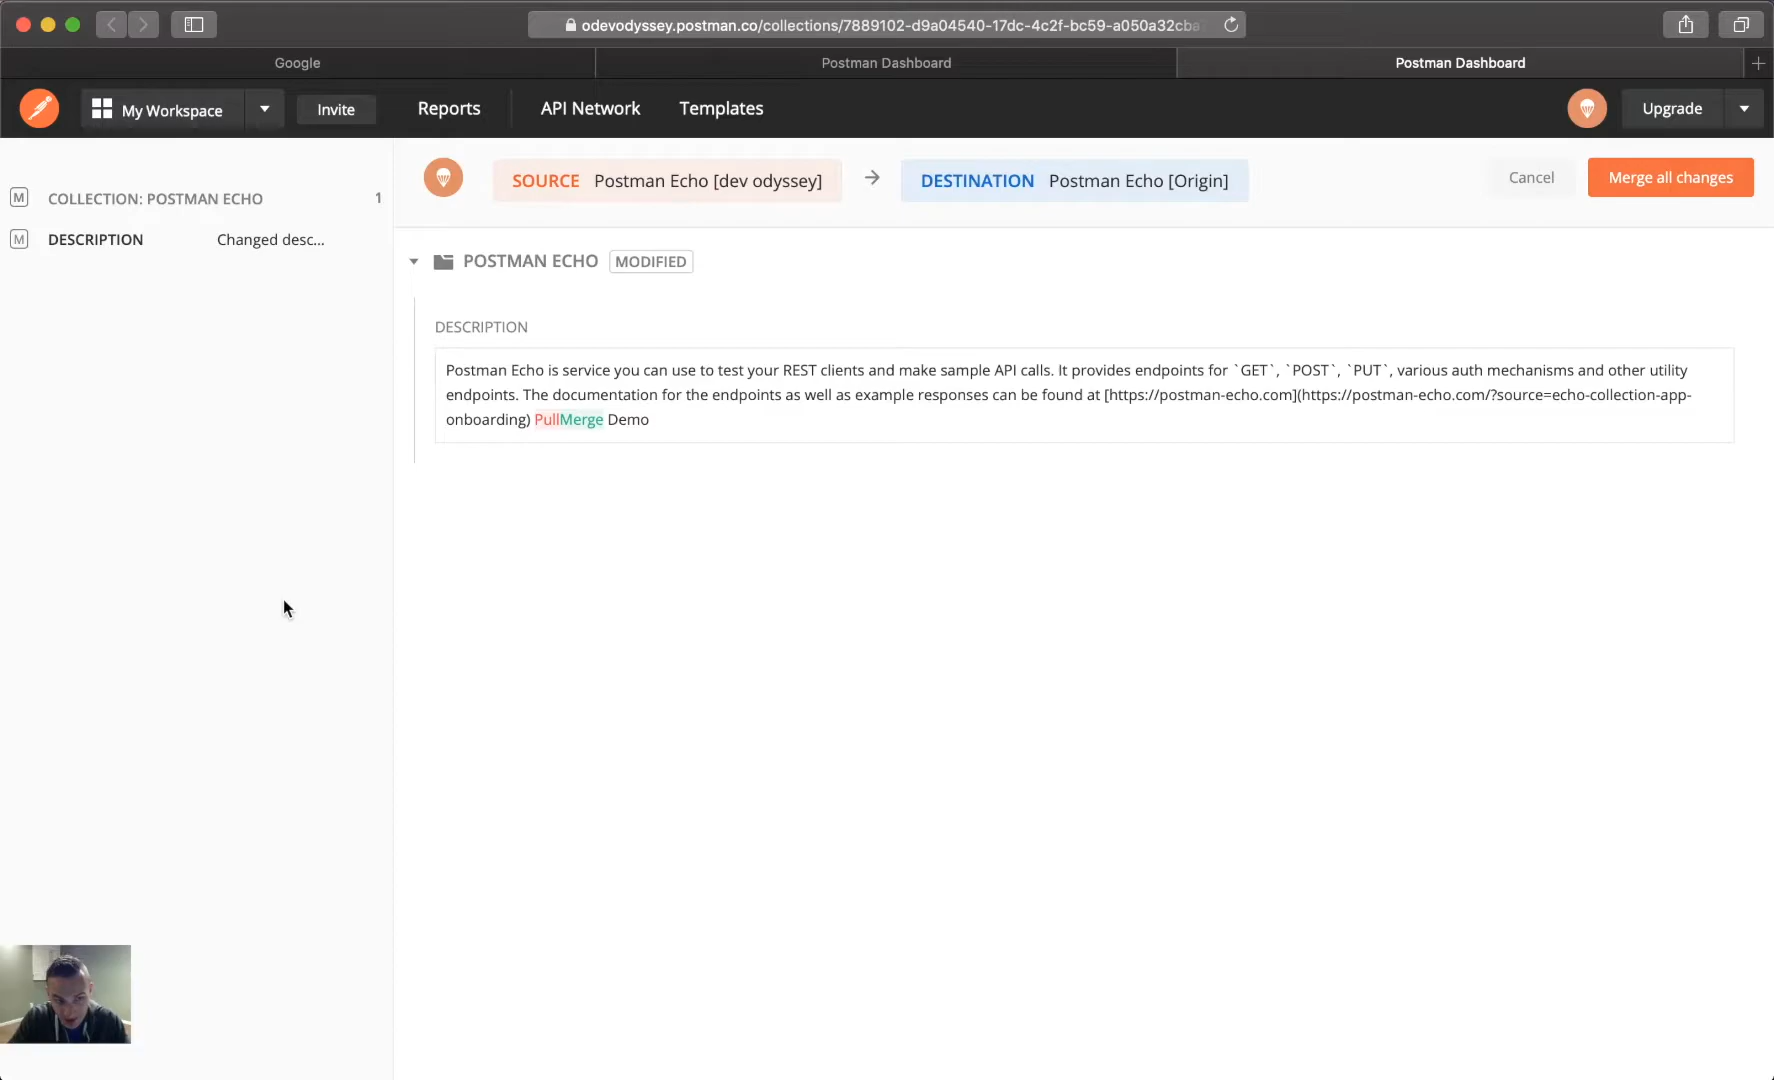 odevodyssey.postman.co/collections/7889102-d9a04540-17dc-4c2f-bc59-a050a32cba
Google
Postman Dashboard
Postman Dashboard
My Workspace
Invite
Reports
API Network
Templates
Upgrade
SOURCE Postman Echo [dev odyssey]
DESTINATION Postman Echo [Origin]
Cancel
Merge all changes
M COLLECTION: POSTMAN ECHO 1
M DESCRIPTION Changed desc...
POSTMAN ECHO MODIFIED
DESCRIPTION
Postman Echo is service you can use to test your REST clients and make sample API calls. It provides endpoints for `GET`, `POST`, `PUT`, various auth mechanisms and other utility
endpoints. The documentation for the endpoints as well as example responses can be found at [https://postman-echo.com](https://postman-echo.com/?source=echo-collection-app-
onboarding) PullMerge Demo